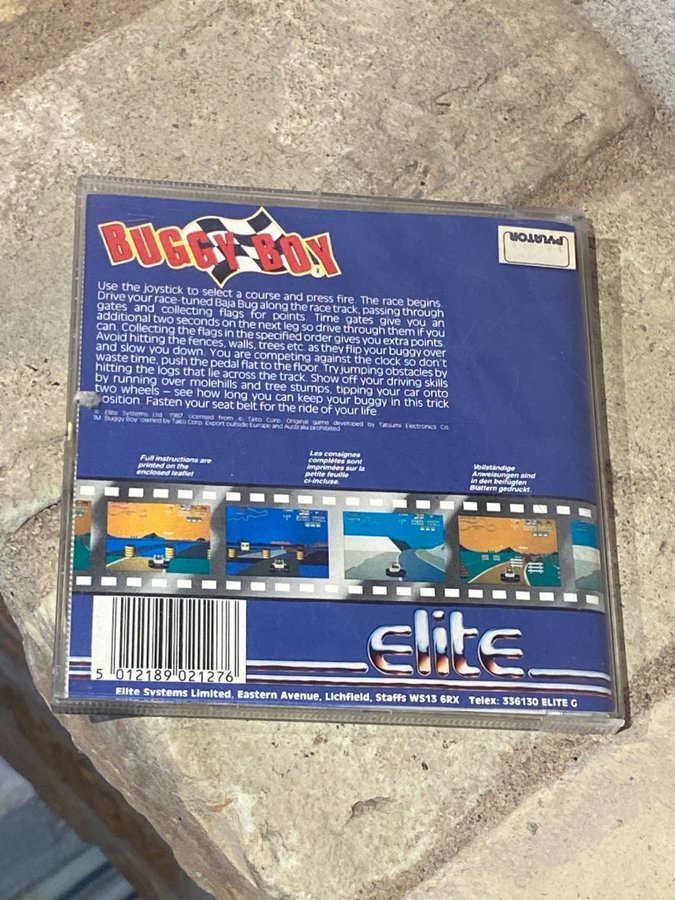 BUGGY BOY
PVIATOR
Use the joystick to select a course and press fire. The race begins.
Drive your race-tuned Baja Bug along the race track, passing through
gates and collecting flags for points. Time gates give you an
additional two seconds on the next leg so drive through them if you
can. Collecting the flags in the specified order gives you extra points.
Avoid hitting the fences, walls, trees etc. as they flip your buggy over
and slow you down. You are competing against the clock so don't
waste time, push the pedal flat to the floor. Try jumping obstacles by
hitting the logs that lie across the track. Show off your driving skills
by running over molehills and tree stumps, tipping your car onto
two wheels – see how long you can keep your buggy in this trick
position. Fasten your seat belt for the ride of your life.
© Elite Systems Ltd. 1987. Licensed from © Taito Corp. Original game developed by Tatsumi Electronics Co.
TM 'Buggy Boy' owned by Taito Corp. Export outside Europe and Australia prohibited.
Full instructions are
printed on the
enclosed leaflet
Les consignes
complètes sont
imprimées sur la
petite feuille
ci-incluse.
Vollständige
Anweisungen sind
in den beifugten
Blättern gedruckt.
elite
5 012189 021276
Elite Systems Limited, Eastern Avenue, Lichfield, Staffs WS13 6RX Telex: 336130 ELITE G